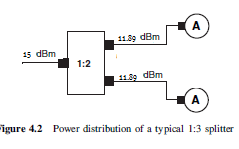 A
11.89 dBm
15 dBm
1:2
11.89 dBm
A
Figure 4.2 Power distribution of a typical 1:3 splitter